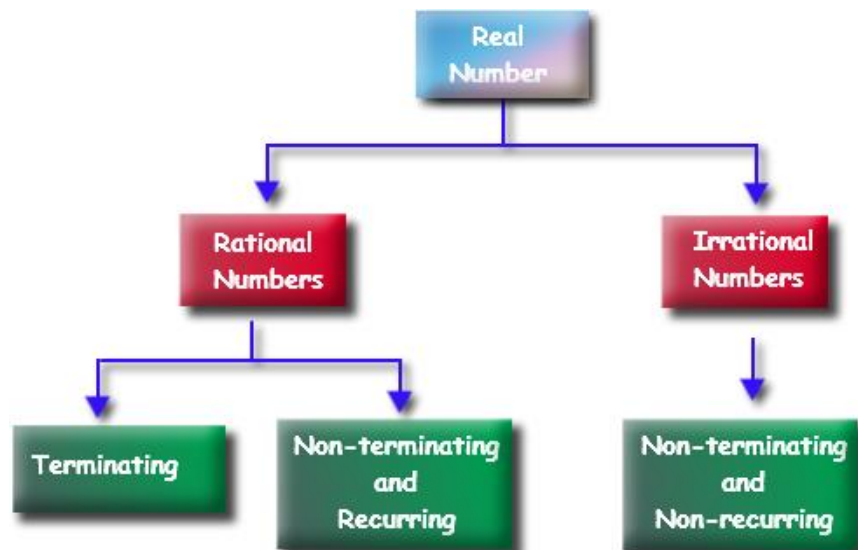 Real
Number
Rational
Numbers
Irrational
Numbers
Terminating
Non-terminating
and
Recurring
Non-terminating
and
Non-recurring